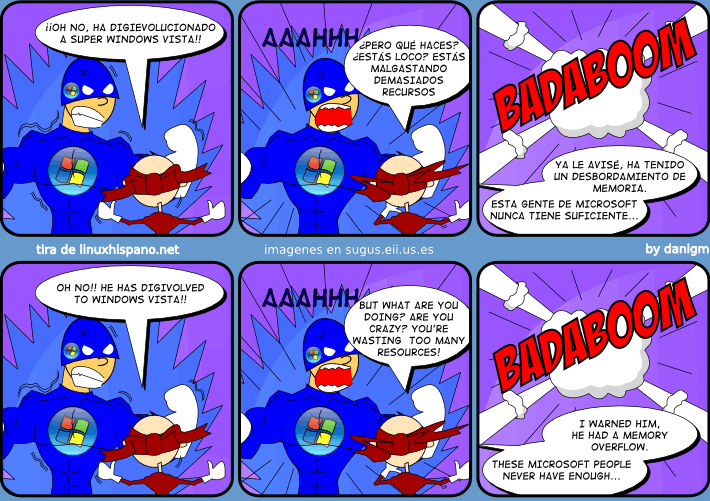 ¡¡OH NO, HA DIGIEVOLUCIONADO
A SUPER WINDOWS VISTA!!
AAAHHH
¿PERO QUÉ HACES?
¿ESTÁS LOCO? ESTÁS
MALGASTANDO
DEMASIADOS
RECURSOS
BADABOOM
YA LE AVISÉ, HA TENIDO
UN DESBORDAMIENTO DE
MEMORIA.
ESTA GENTE DE MICROSOFT
NUNCA TIENE SUFICIENTE...
tira de linuxhispano.net
imagenes en sugus.eii.us.es
by danigm
OH NO!! HE HAS DIGIVOLVED
TO WINDOWS VISTA!!
AAAHHH
BUT WHAT ARE YOU
DOING? ARE YOU
CRAZY? YOU'RE
WASTING TOO MANY
RESOURCES!
BADABOOM
I WARNED HIM,
HE HAD A MEMORY
OVERFLOW.
THESE MICROSOFT PEOPLE
NEVER HAVE ENOUGH...